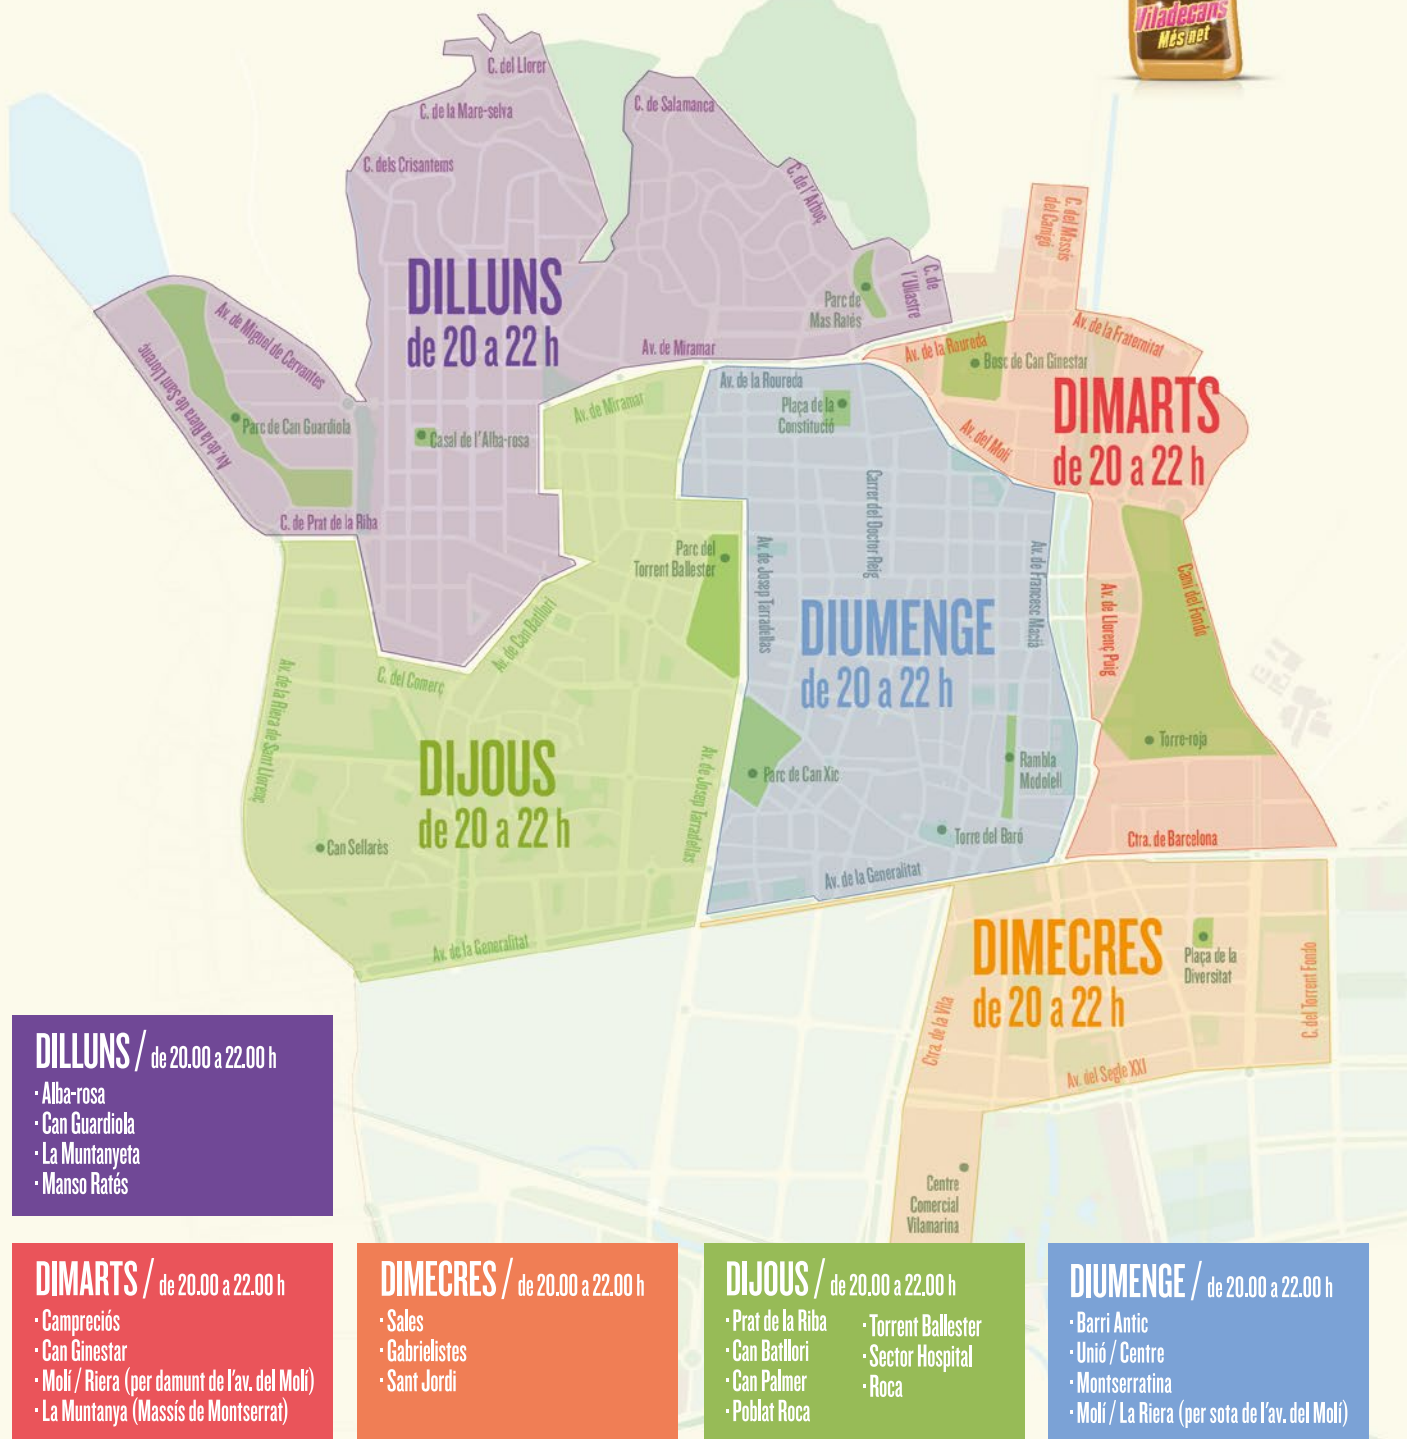 Viladecans
Més net
C. del Llorer
C. de la Mare-selva
C. de Salamanca
C. dels Crisantems
C. de l'Arboç
C. del Massís
del Canigó
DILLUNS
de 20 a 22 h
C. de
l'Ullastre
Parc de
Mas Ratés
Av. de Miguel de Cervantes
Av. de la Riera de Sant Llorenç
Av. de Miramar
Av. de la Roureda
Av. de la Fraternitat
Bosc de Can Ginestar
Av. de la Roureda
Plaça de la
Constitució
DIMARTS
de 20 a 22 h
Av. de Miramar
Parc de Can Guardiola
Casal de l'Alba-rosa
Av. del Molí
C. de Prat de la Riba
Carrer del Doctor Reig
Parc del
Torrent Ballester
Av. de Josep Tarradellas
Av. de Francesc Macià
Av. de Llorenç Puig
Camí del Fondo
DIUMENGE
de 20 a 22 h
Av. de Can Batllori
C. del Comerç
Av. de la Riera de Sant Llorenç
DIJOUS
de 20 a 22 h
Av. de Josep Tarradellas
Parc de Can Xic
Rambla
Modolell
Torre-roja
Can Sellarès
Torre del Baró
Ctra. de Barcelona
Av. de la Generalitat
Av. de la Generalitat
DIMECRES
de 20 a 22 h
Plaça de la
Diversitat
C. del Torrent Fondo
Ctra. de la Vila
Av. del Segle XXI
Centre
Comercial
Vilamarina
DILLUNS / de 20.00 a 22.00 h
· Alba-rosa
· Can Guardiola
· La Muntanyeta
· Manso Ratés
DIMARTS / de 20.00 a 22.00 h
· Campreciós
· Can Ginestar
· Molí / Riera (per damunt de l'av. del Molí)
· La Muntanya (Massís de Montserrat)
DIMECRES / de 20.00 a 22.00 h
· Sales
· Gabrielistes
· Sant Jordi
DIJOUS / de 20.00 a 22.00 h
· Prat de la Riba
· Can Batllori
· Can Palmer
· Poblat Roca
· Torrent Ballester
· Sector Hospital
· Roca
DIUMENGE / de 20.00 a 22.00 h
· Barri Antic
· Unió / Centre
· Montserratina
· Molí / La Riera (per sota de l'av. del Molí)